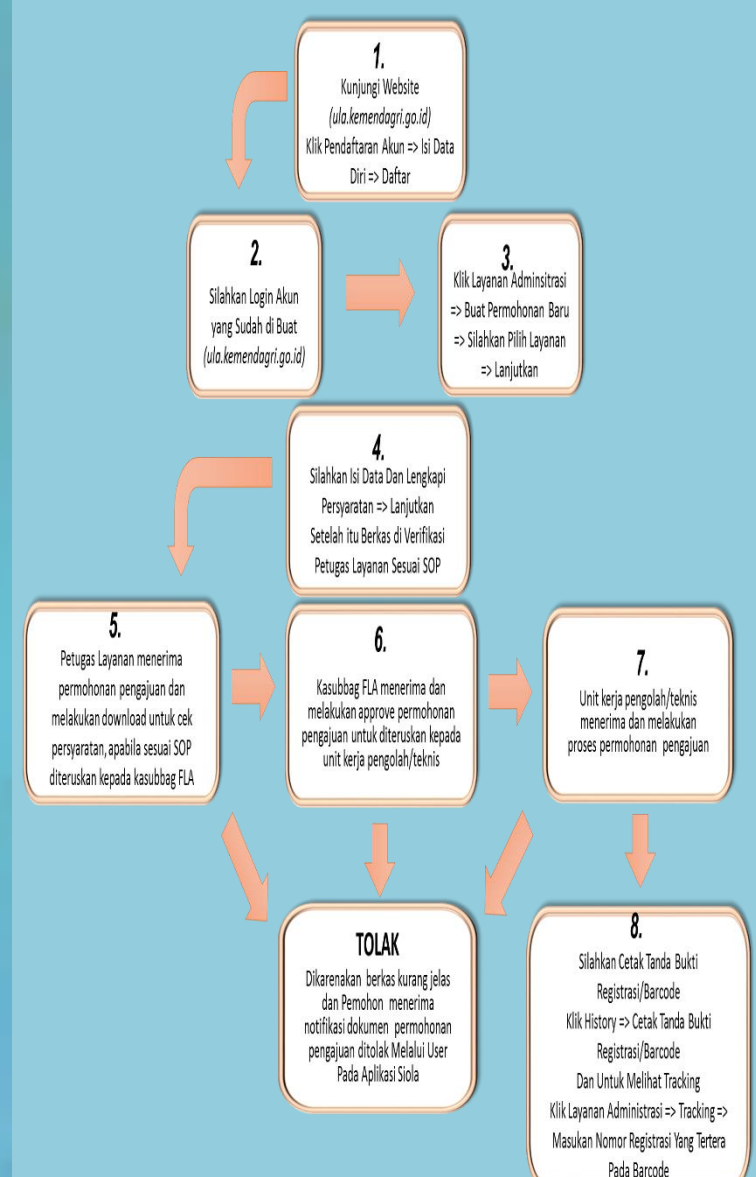 1.
Kunjungi Website
(ula.kemendagri.go.id)
Klik Pendaftaran Akun => Isi Data
Diri => Daftar
2.
Silahkan Login Akun
yang Sudah di Buat
(ula.kemendagri.go.id)
3.
Klik Layanan Adminsitrasi
=> Buat Permohonan Baru
=> Silahkan Pilih Layanan
=> Lanjutkan
4.
Silahkan Isi Data Dan Lengkapi
Persyaratan => Lanjutkan
Setelah itu Berkas di Verifikasi
Petugas Layanan Sesuai SOP
5.
Petugas Layanan menerima
permohonan pengajuan dan
melakukan download untuk cek
persyaratan, apabila sesuai SOP
diteruskan kepada kasubbag FLA
6.
Kasubbag FLA menerima dan
melakukan approve permohonan
pengajuan untuk diteruskan kepada
unit kerja pengolah/teknis
7.
Unit kerja pengolah/teknis
menerima dan melakukan
proses permohonan pengajuan
TOLAK
Dikarenakan berkas kurang jelas
dan Pemohon menerima
notifikasi dokumen permohonan
pengajuan ditolak Melalui User
Pada Aplikasi Siola
8.
Silahkan Cetak Tanda Bukti
Registrasi/Barcode
Klik History => Cetak Tanda Bukti
Registrasi/Barcode
Dan Untuk Melihat Tracking
Klik Layanan Administrasi => Tracking =>
Masukan Nomor Registrasi Yang Tertera
Pada Barcode